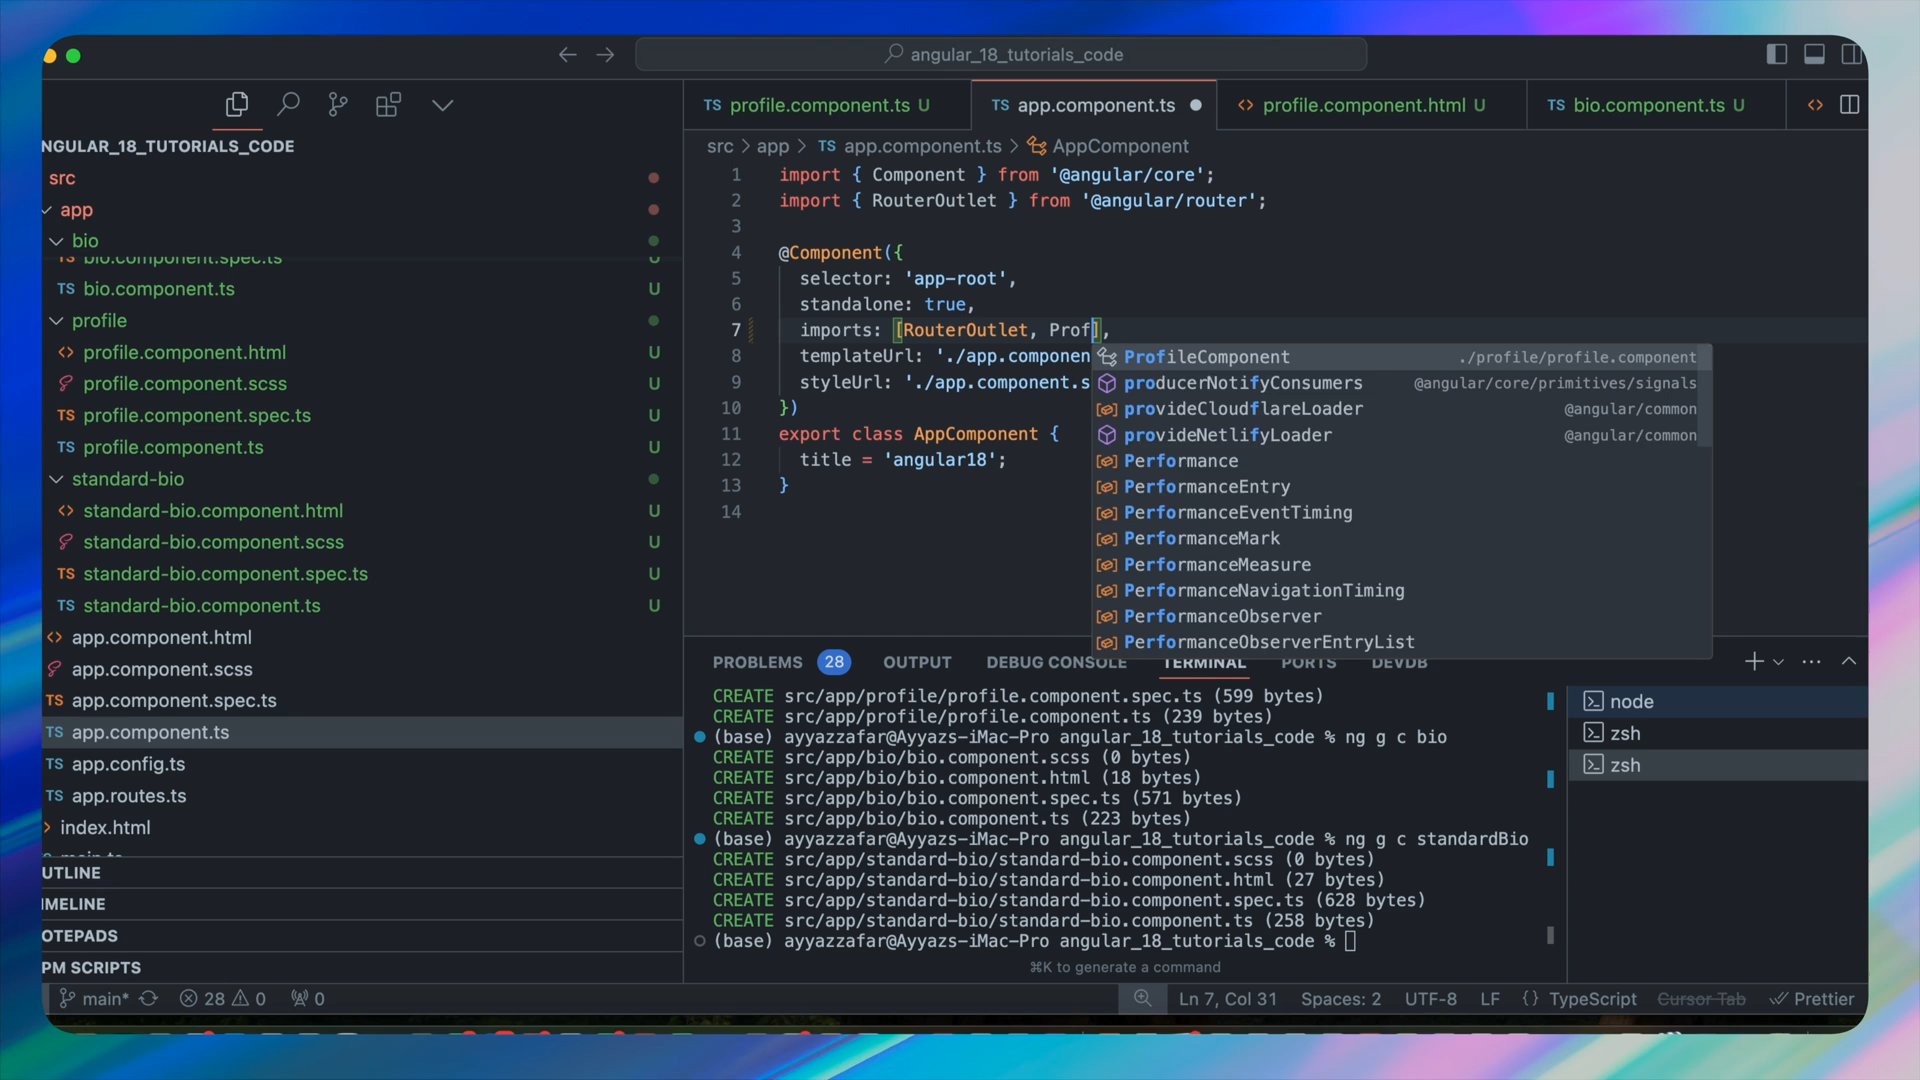 angular_18_tutorials_code
NGULAR_18_TUTORIALS_CODE
src
app
bio
TS bio.component.spec.ts U
TS bio.component.ts U
profile
<> profile.component.html U
profile.component.scss U
TS profile.component.spec.ts U
TS profile.component.ts U
standard-bio
<> standard-bio.component.html U
standard-bio.component.scss U
TS standard-bio.component.spec.ts U
TS standard-bio.component.ts U
<> app.component.html
app.component.scss
TS app.component.spec.ts
TS app.component.ts
TS app.config.ts
TS app.routes.ts
index.html
main.ts
UTLINE
IMELINE
OTEPADS
PM SCRIPTS
TS profile.component.ts U
TS app.component.ts ●
<> profile.component.html U
TS bio.component.ts U
<>
src > app > TS app.component.ts > AppComponent
1 import { Component } from '@angular/core';
2 import { RouterOutlet } from '@angular/router';
3
4 @Component({
5 selector: 'app-root',
6 standalone: true,
7 imports: [RouterOutlet, Prof],
8 templateUrl: './app.componen
9 styleUrl: './app.component.s
10 })
11 export class AppComponent {
12 title = 'angular18';
13 }
14
ProfileComponent ./profile/profile.component
producerNotifyConsumers @angular/core/primitives/signals
provideCloudflareLoader @angular/common
provideNetlifyLoader @angular/common
Performance
PerformanceEntry
PerformanceEventTiming
PerformanceMark
PerformanceMeasure
PerformanceNavigationTiming
PerformanceObserver
PerformanceObserverEntryList
PROBLEMS 28 OUTPUT DEBUG CONSOLE TERMINAL PORTS DEVDB
CREATE src/app/profile/profile.component.spec.ts (599 bytes)
CREATE src/app/profile/profile.component.ts (239 bytes)
(base) ayyazzafar@Ayyazs-iMac-Pro angular_18_tutorials_code % ng g c bio
CREATE src/app/bio/bio.component.scss (0 bytes)
CREATE src/app/bio/bio.component.html (18 bytes)
CREATE src/app/bio/bio.component.spec.ts (571 bytes)
CREATE src/app/bio/bio.component.ts (223 bytes)
(base) ayyazzafar@Ayyazs-iMac-Pro angular_18_tutorials_code % ng g c standardBio
CREATE src/app/standard-bio/standard-bio.component.scss (0 bytes)
CREATE src/app/standard-bio/standard-bio.component.html (27 bytes)
CREATE src/app/standard-bio/standard-bio.component.spec.ts (628 bytes)
CREATE src/app/standard-bio/standard-bio.component.ts (258 bytes)
(base) ayyazzafar@Ayyazs-iMac-Pro angular_18_tutorials_code %
⌘K to generate a command
node
zsh
zsh
main* 28 0 0
Ln 7, Col 31 Spaces: 2 UTF-8 LF {} TypeScript Cursor Tab Prettier